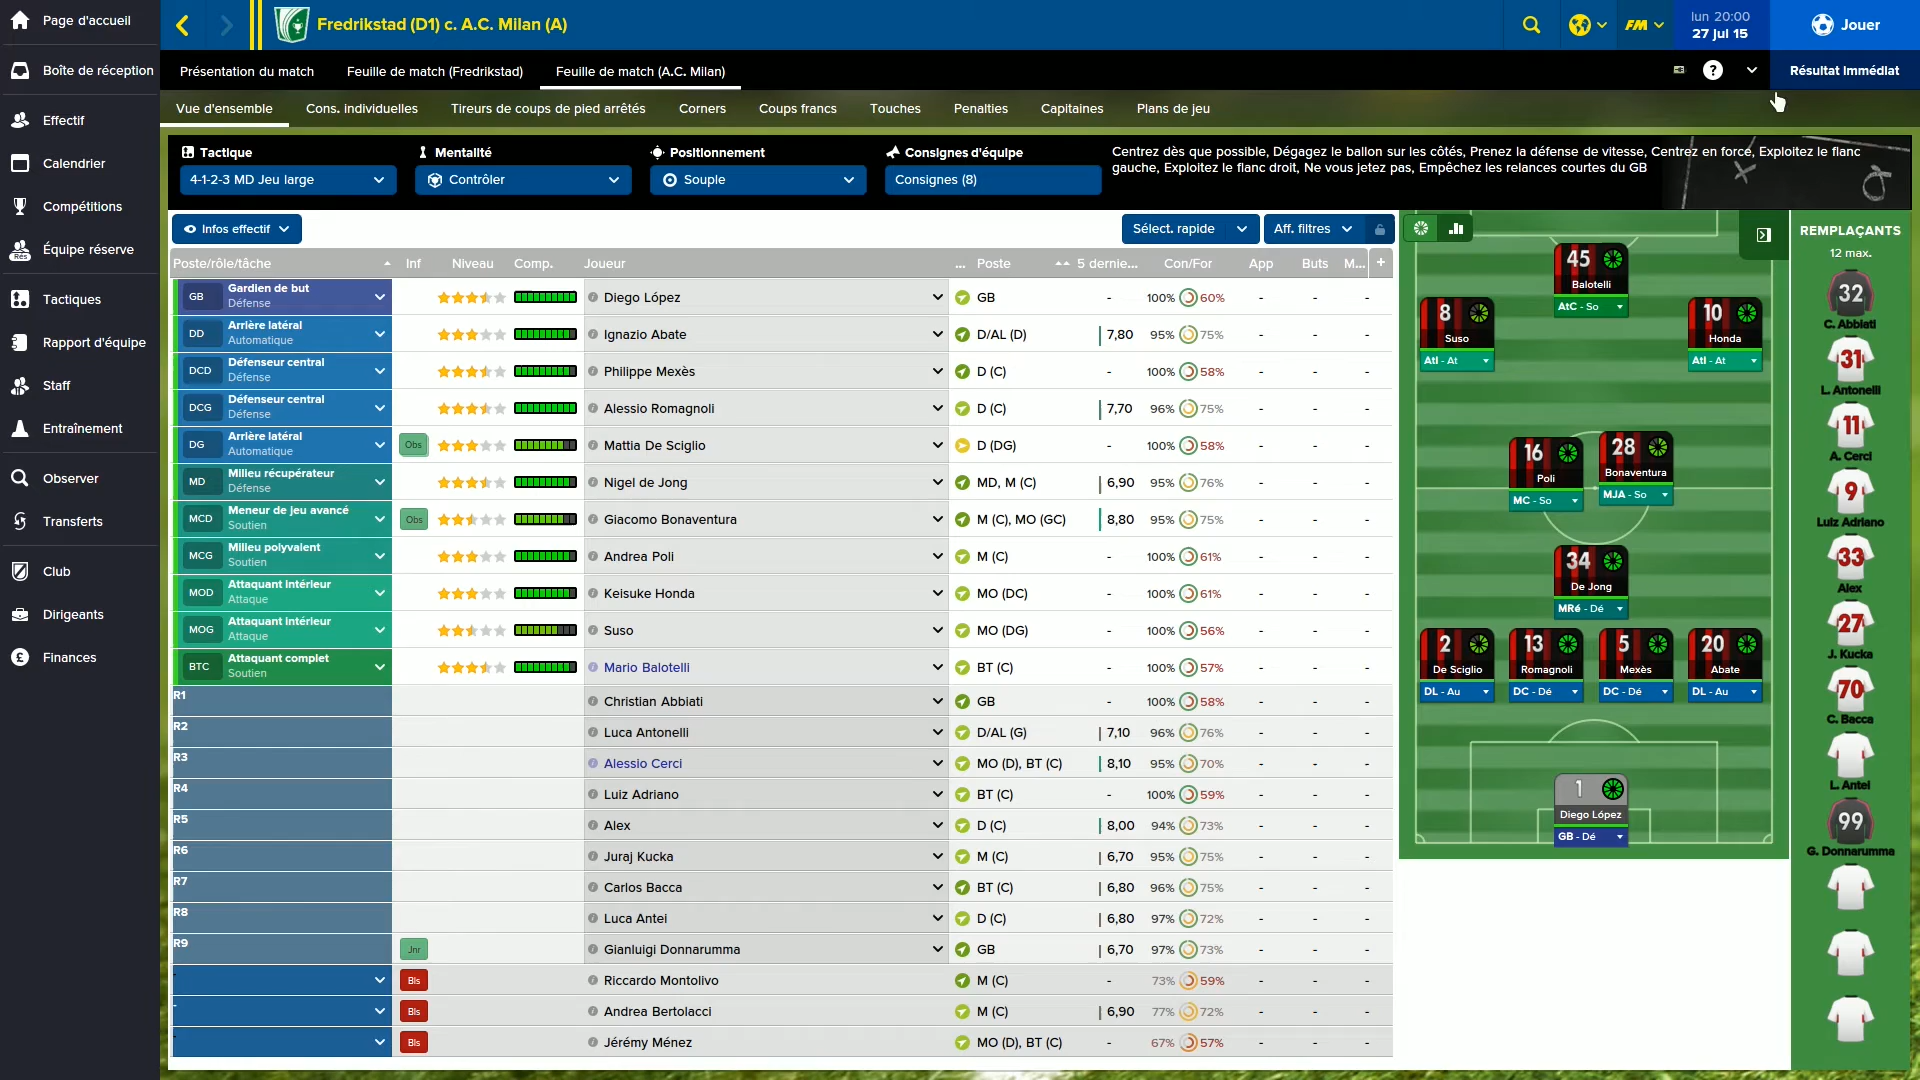 Page d'accueil
Boîte de réception
Effectif
Calendrier
Compétitions
Équipe réserve
Tactiques
Rapport d'équipe
Staff
Entraînement
Observer
Transferts
Club
Dirigeants
Finances
Fredrikstad (D1) c. A.C. Milan (A)
FM
lun 20:00
27 jul 15
Jouer
Présentation du match
Feuille de match (Fredrikstad)
Feuille de match (A.C. Milan)
?
Résultat immédiat
Vue d'ensemble
Cons. individuelles
Tireurs de coups de pied arrêtés
Corners
Coups francs
Touches
Penalties
Capitaines
Plans de jeu
Tactique
4-1-2-3 MD Jeu large
Mentalité
Contrôler
Positionnement
Souple
Consignes d'équipe
Consignes (8)
Centrez dès que possible, Dégagez le ballon sur les côtés, Prenez la défense de vitesse, Centrez en force, Exploitez le flanc
gauche, Exploitez le flanc droit, Ne vous jetez pas, Empêchez les relances courtes du GB
Infos effectif
Sélect. rapide
Aff. filtres
Poste/rôle/tâche Inf Niveau Comp. Joueur ... Poste 5 dernie... Con/For App Buts M... +
GB Gardien de but Défense Diego López GB - 100% 60% - - -
DD Arrière latéral Automatique Ignazio Abate D/AL (D) 7,80 95% 75% - - -
DCD Défenseur central Défense Philippe Mexès D (C) - 100% 58% - - -
DCG Défenseur central Défense Alessio Romagnoli D (C) 7,70 96% 75% - - -
DG Arrière latéral Automatique Obs Mattia De Sciglio D (DG) - 100% 58% - - -
MD Milieu récupérateur Défense Nigel de Jong MD, M (C) 6,90 95% 76% - - -
MCD Meneur de jeu avancé Soutien Obs Giacomo Bonaventura M (C), MO (GC) 8,80 95% 75% - - -
MCG Milieu polyvalent Soutien Andrea Poli M (C) - 100% 61% - - -
MOD Attaquant intérieur Attaque Keisuke Honda MO (DC) - 100% 61% - - -
MOG Attaquant intérieur Attaque Suso MO (DG) - 100% 56% - - -
BTC Attaquant complet Soutien Mario Balotelli BT (C) - 100% 57% - - -
R1 Christian Abbiati GB - 100% 58% - - -
R2 Luca Antonelli D/AL (G) 7,10 96% 76% - - -
R3 Alessio Cerci MO (D), BT (C) 8,10 95% 70% - - -
R4 Luiz Adriano BT (C) - 100% 59% - - -
R5 Alex D (C) 8,00 94% 73% - - -
R6 Juraj Kucka M (C) 6,70 95% 75% - - -
R7 Carlos Bacca BT (C) 6,80 96% 75% - - -
R8 Luca Antei D (C) 6,80 97% 72% - - -
R9 Jnr Gianluigi Donnarumma GB 6,70 97% 73% - - -
- Bls Riccardo Montolivo M (C) - 73% 59% - - -
- Bls Andrea Bertolacci M (C) 6,90 77% 72% - - -
- Bls Jérémy Ménez MO (D), BT (C) - 67% 57% - - -
45
Balotelli
AtC - So
8
Suso
AtI - At
10
Honda
AtI - At
16
Poli
MC - So
28
Bonaventura
MJA - So
34
De Jong
MRé - Dé
2
De Sciglio
DL - Au
13
Romagnoli
DC - Dé
5
Mexès
DC - Dé
20
Abate
DL - Au
1
Diego López
GB - Dé
REMPLAÇANTS
12 max.
32
C. Abbiati
31
L. Antonelli
11
A. Cerci
9
Luiz Adriano
33
Alex
27
J. Kucka
70
C. Bacca
L. Antei
99
G. Donnarumma